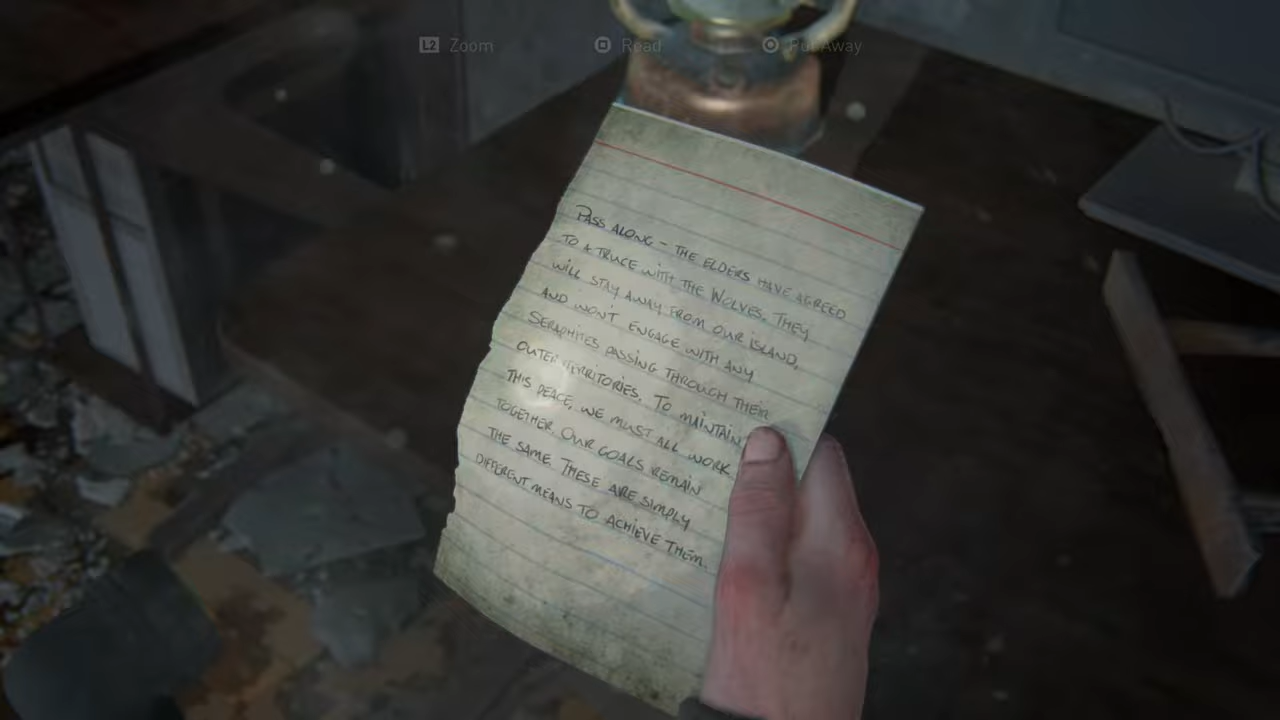 L2 Zoom
Read
Put Away
PASS ALONG - THE ELDERS HAVE AGREED
TO A TRUCE WITH THE WOLVES. THEY
WILL STAY AWAY FROM OUR ISLAND,
AND WON'T ENGAGE WITH ANY
SERAPHITES PASSING THROUGH THEIR
OUTER TERRITORIES. TO MAINTAIN
THIS PEACE, WE MUST ALL WORK
TOGETHER. OUR GOALS REMAIN
THE SAME. THESE ARE SIMPLY
DIFFERENT MEANS TO ACHIEVE THEM.